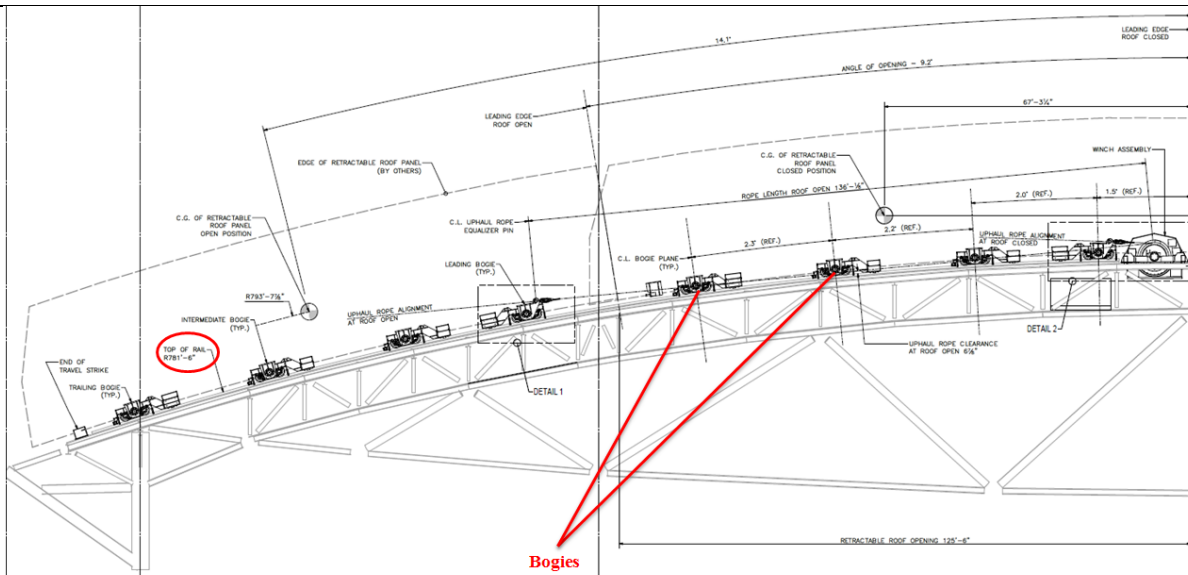 14.1°
LEADING EDGE
ROOF CLOSED
ANGLE OF OPENING - 9.2°
67'-3¼"
LEADING EDGE
ROOF OPEN
EDGE OF RETRACTABLE ROOF PANEL
(BY OTHERS)
C.G. OF RETRACTABLE
ROOF PANEL
CLOSED POSITION
WINCH ASSEMBLY
ROPE LENGTH ROOF OPEN 136'-⅛"
2.0° (REF.)
1.5° (REF.)
C.G. OF RETRACTABLE
ROOF PANEL
OPEN POSITION
C.L. UPHAUL ROPE
EQUALIZER PIN
2.3° (REF.)
2.2° (REF.)
UPHAUL ROPE ALIGNMENT
AT ROOF CLOSED
C.L. BOGIE PLANE
(TYP.)
LEADING BOGIE
(TYP.)
R793'-7⅞"
UPHAUL ROPE ALIGNMENT
AT ROOF OPEN
INTERMEDIATE BOGIE
(TYP.)
TOP OF RAIL
R781'-6"
END OF
TRAVEL STRIKE
TRAILING BOGIE
(TYP.)
DETAIL 1
DETAIL 2
UPHAUL ROPE CLEARANCE
AT ROOF OPEN 6⅛"
RETRACTABLE ROOF OPENING 125'-6"
Bogies